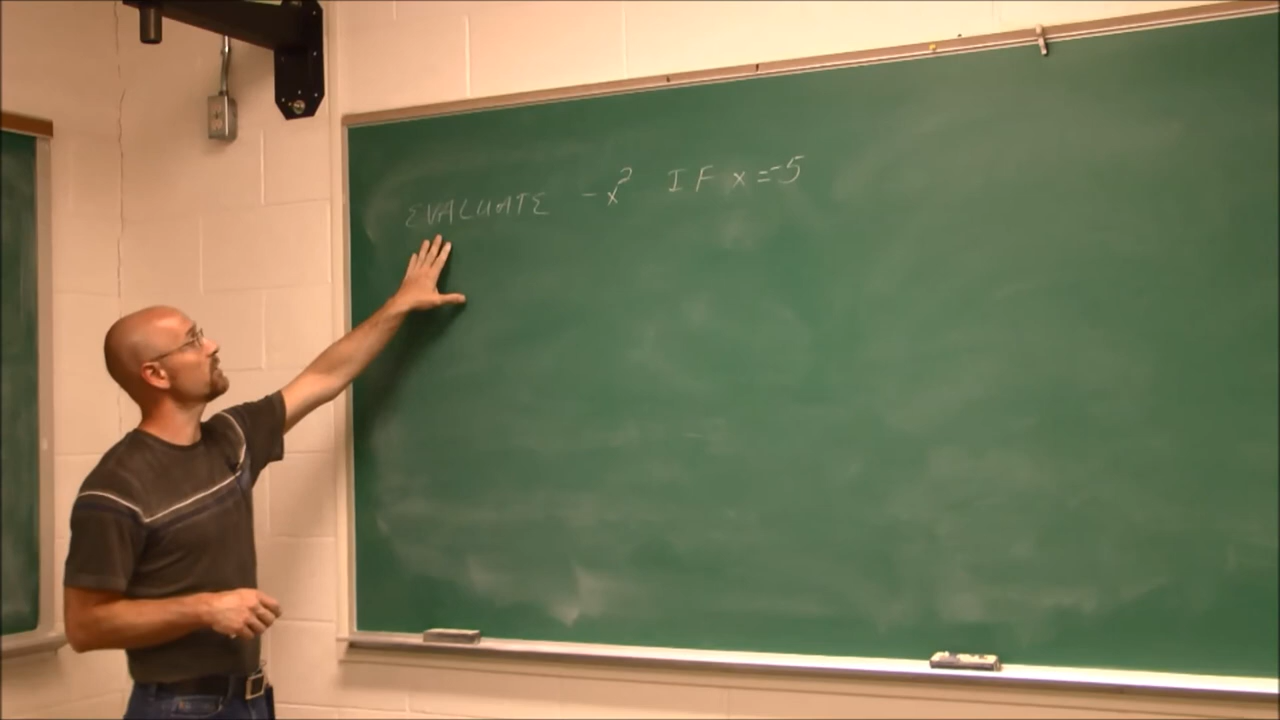 EVALUATE -x² IF x=-5